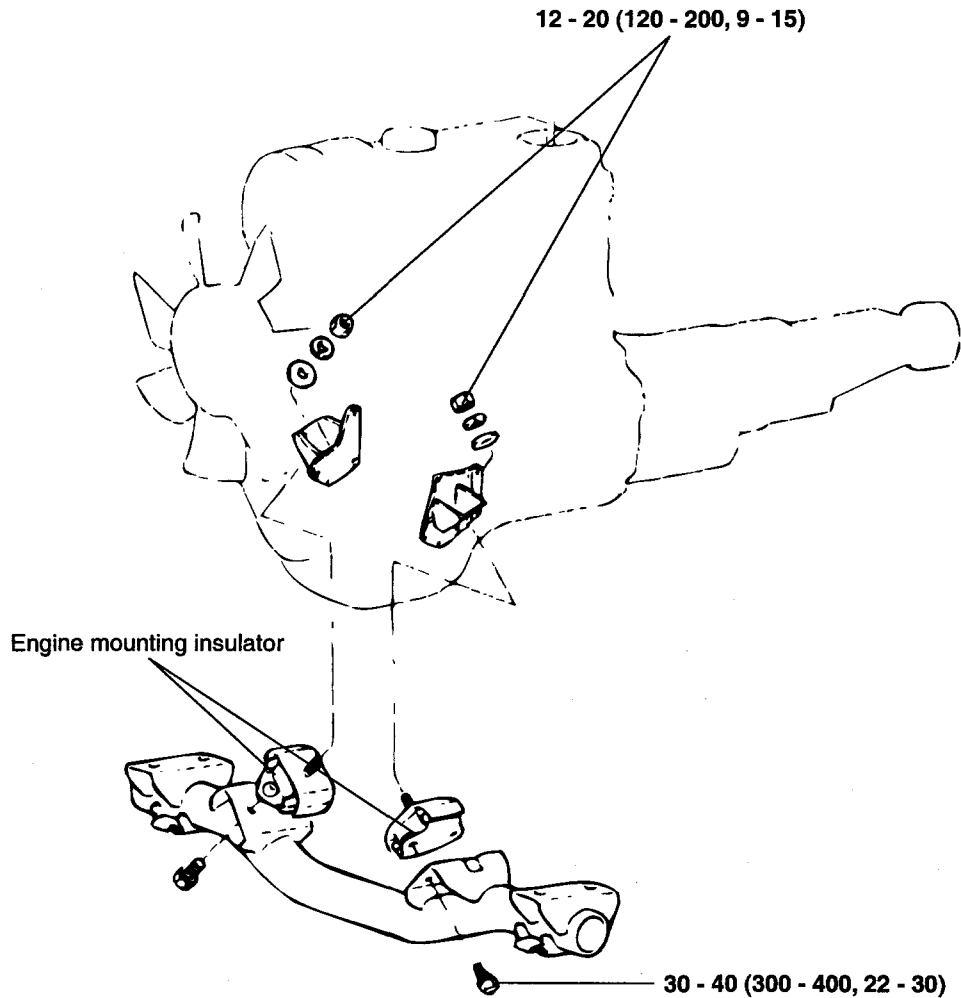 12 - 20 (120 - 200, 9 - 15)
Engine mounting insulator
30 - 40 (300 - 400, 22 - 30)